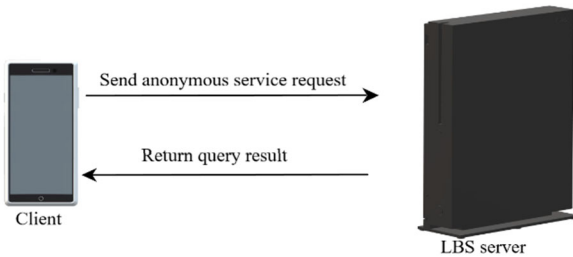 Send anonymous service request
Return query result
Client
LBS server